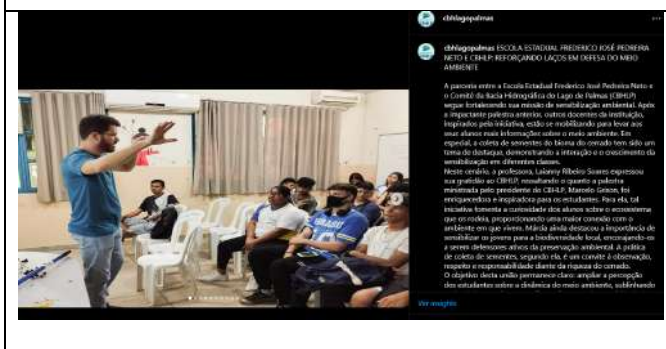 cbhlagopalmas
cbhlagopalmas ESCOLA ESTADUAL FREDERICO JOSÉ PEDREIRA
NETO E CBHLP: REFORÇANDO LAÇOS EM DEFESA DO MEIO
AMBIENTE
A parceria entre a Escola Estadual Frederico José Pedreira Neto e
o Comitê da Bacia Hidrográfica do Lago de Palmas (CBHLP)
segue fortalecendo sua missão de sensibilização ambiental. Após
a impactante palestra anterior, outros docentes da instituição,
inspirados pela iniciativa, estão se mobilizando para levar aos
seus alunos mais informações sobre o meio ambiente. Em
especial, a coleta de sementes do bioma do cerrado tem sido um
tema de destaque, demonstrando a interação e o crescimento da
sensibilização em diferentes classes.
Neste cenário, a professora, Laianny Ribeiro Soares expressou
sua gratidão ao CBHLP, ressaltando o quanto a palestra
ministrada pelo presidente do CBHLP, Marcelo Grison, foi
enriquecedora e inspiradora para os estudantes. Para ela, tal
iniciativa fomenta a curiosidade dos alunos sobre o ecossistema
que os rodeia, proporcionando uma maior conexão com o
ambiente em que vivem. Márcia ainda destacou a importância de
sensibilizar os jovens para a biodiversidade local, encorajando-os
a serem defensores ativos da preservação ambiental. A prática
de coleta de sementes, segundo ela, é um convite à observação,
respeito e responsabilidade diante da riqueza do cerrado.
O objetivo desta união permanece claro: ampliar a percepção
dos estudantes sobre a dinâmica do meio ambiente, sublinhando
Ver insights